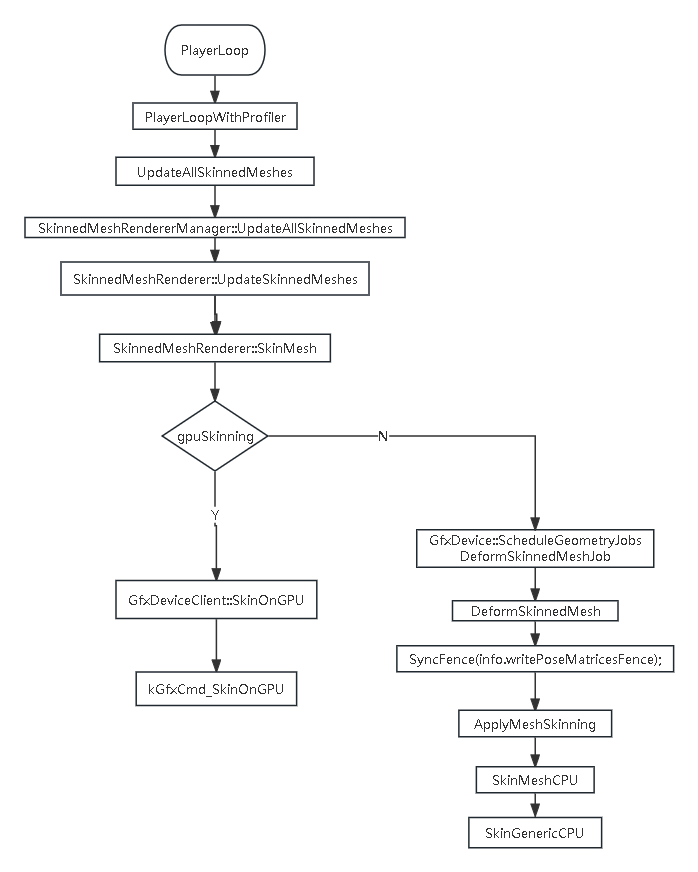 PlayerLoop
PlayerLoopWithProfiler
UpdateAllSkinnedMeshes
SkinnedMeshRendererManager::UpdateAllSkinnedMeshes
SkinnedMeshRenderer::UpdateSkinnedMeshes
SkinnedMeshRenderer::SkinMesh
gpuSkinning
N
Y
GfxDevice::ScheduleGeometryJobs
DeformSkinnedMeshJob
GfxDeviceClient::SkinOnGPU
DeformSkinnedMesh
SyncFence(info.writePoseMatricesFence);
kGfxCmd_SkinOnGPU
ApplyMeshSkinning
SkinMeshCPU
SkinGenericCPU